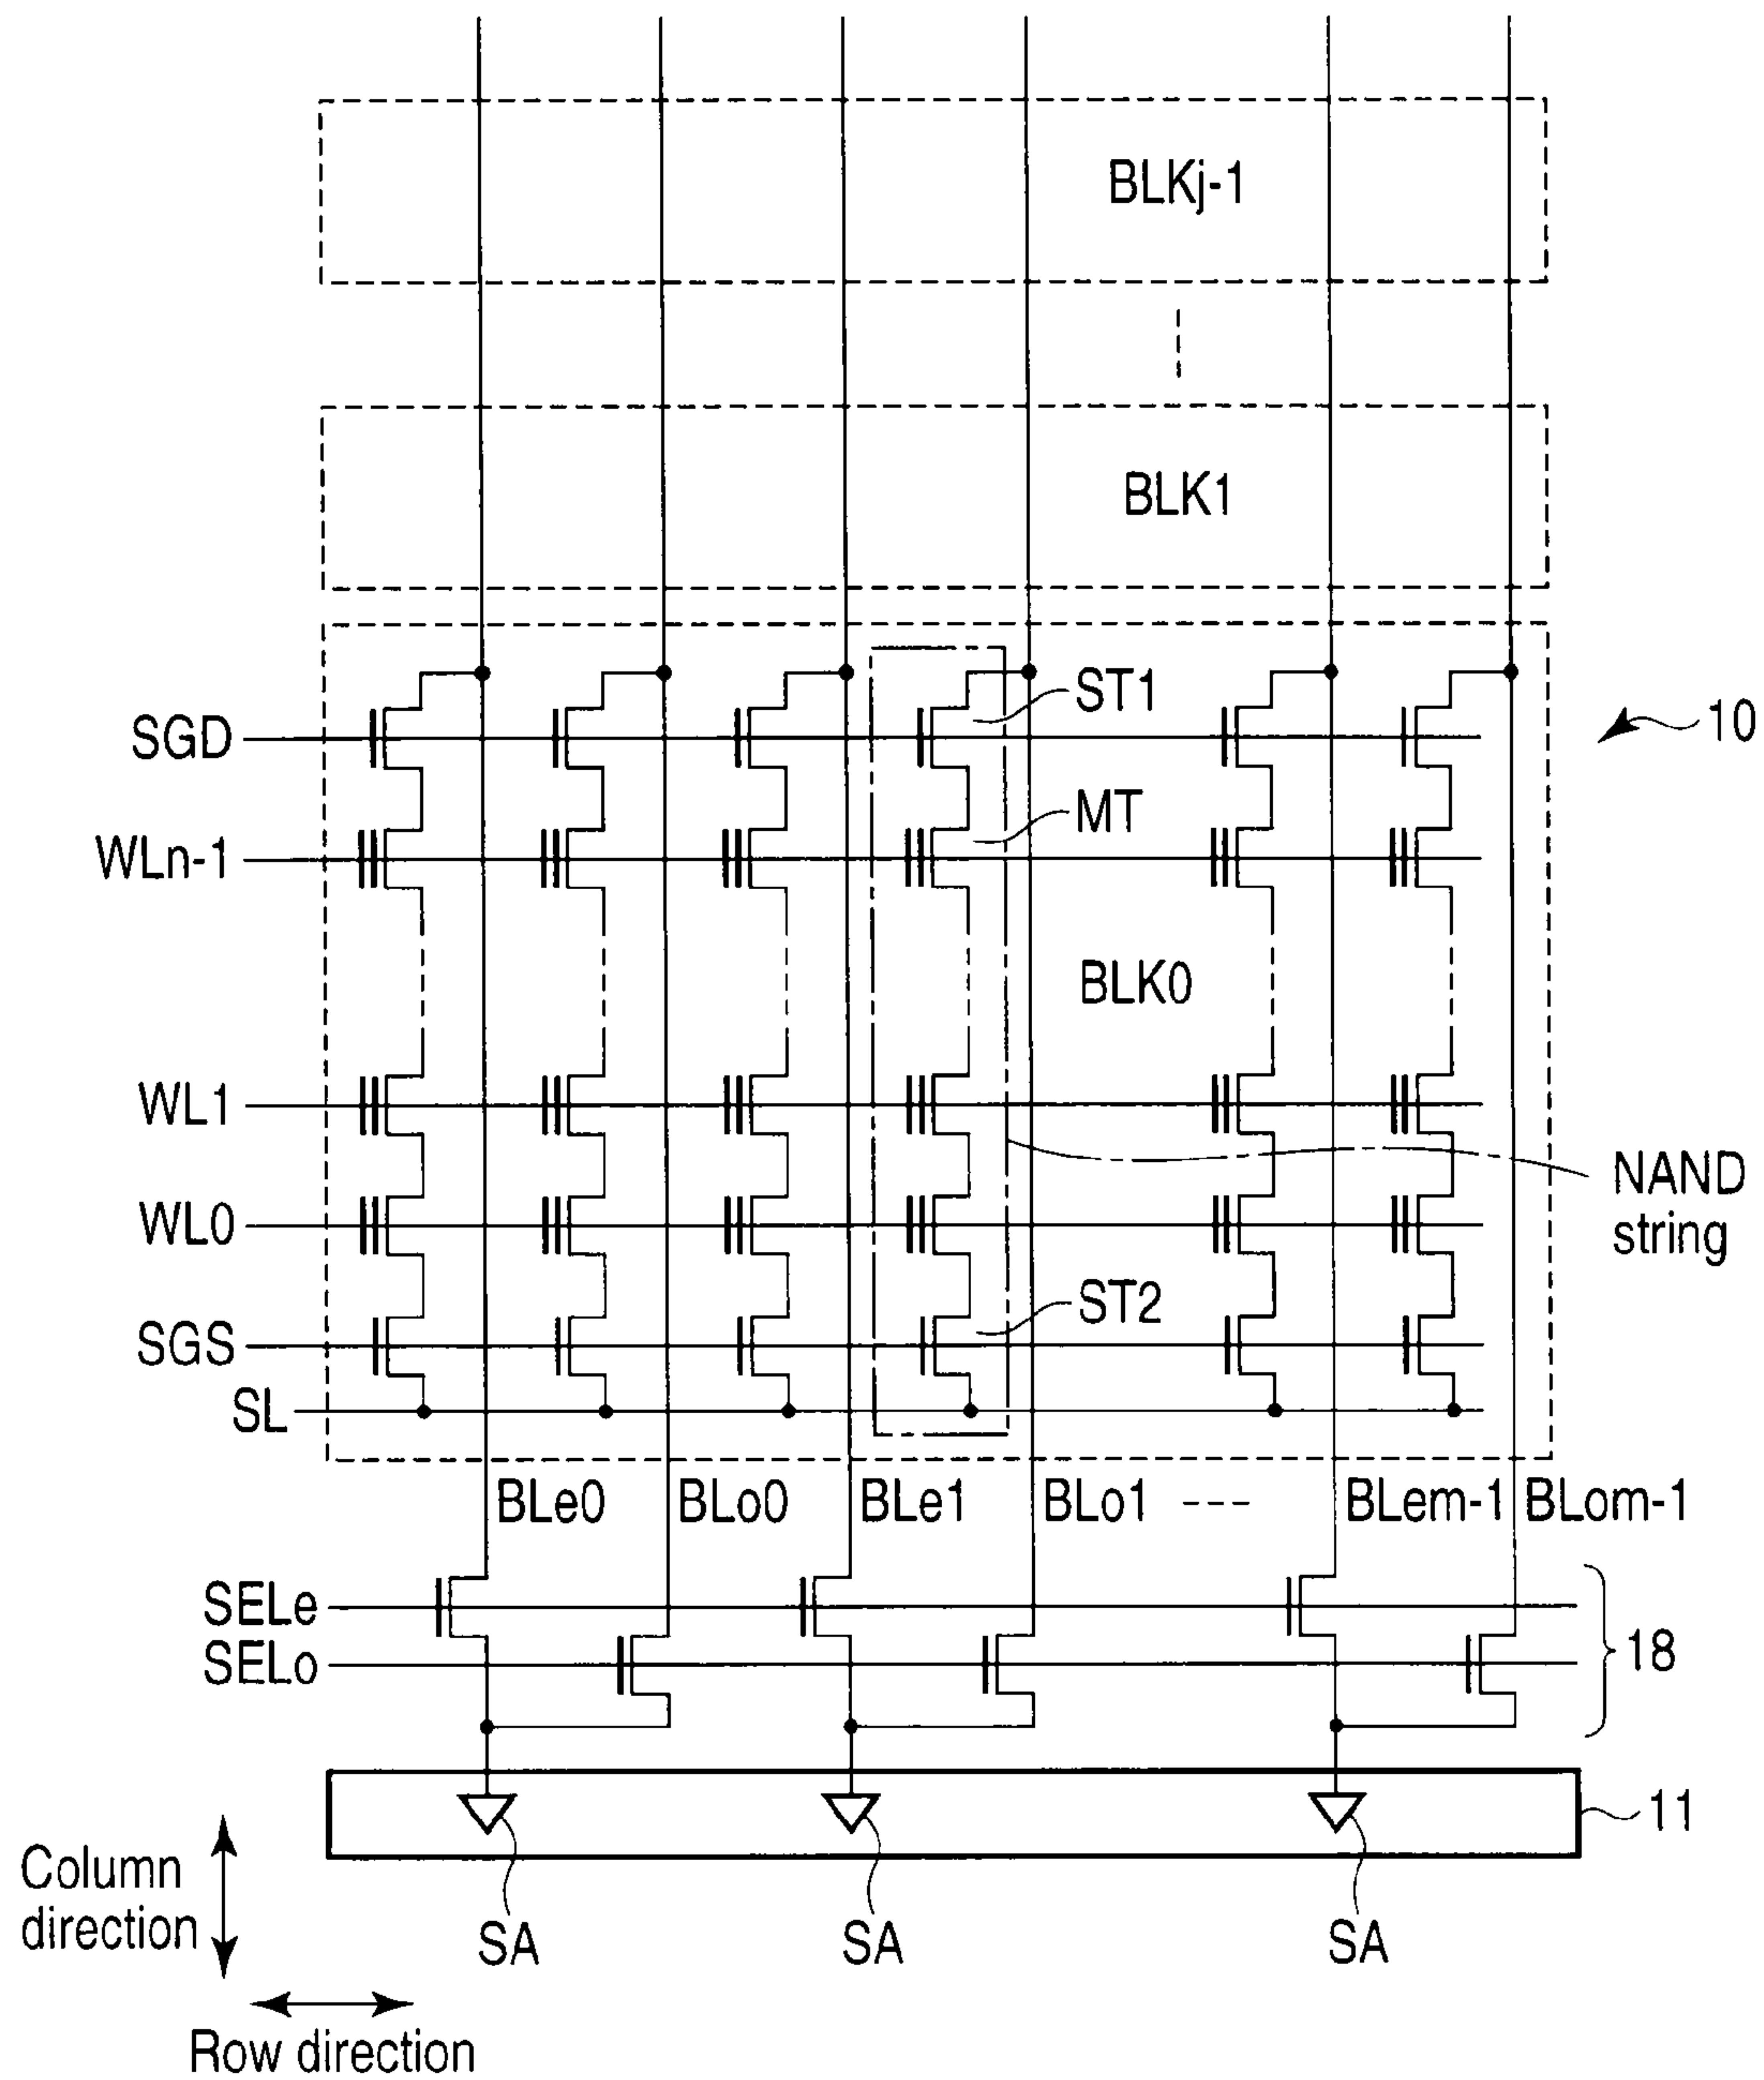 BLKj-1
BLK1
ST1
SGD
10
MT
WLn-1
BLK0
WL1
NAND
string
WL0
ST2
SGS
SL
BLe0 BLo0 BLe1 BLo1 --- BLem-1 BLom-1
SELe
SELo
18
11
Column
direction
SA SA SA
Row direction